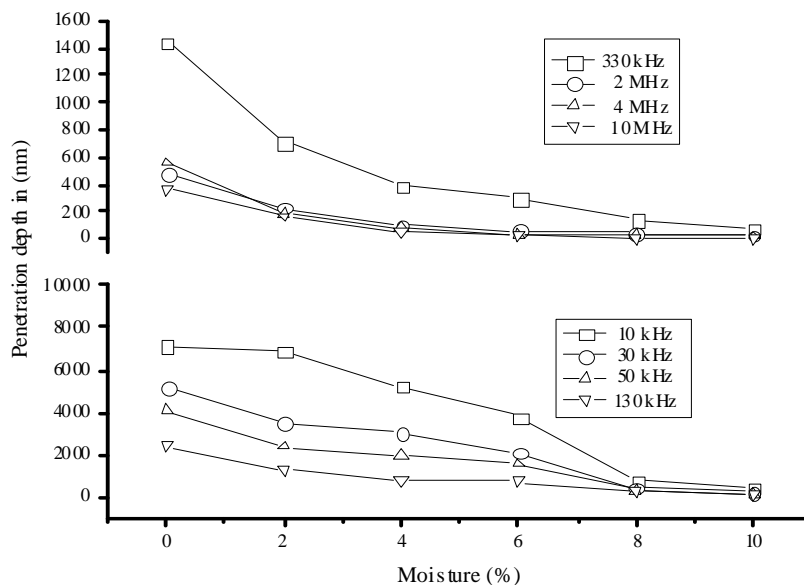 1600
1400
1200
1000
800
600
400
200
0
330 kHz
2 MHz
4 MHz
10 MHz
Penetration depth in (nm)
10000
8000
6000
4000
2000
0
10 kHz
30 kHz
50 kHz
130 kHz
0 2 4 6 8 10
Moisture (%)